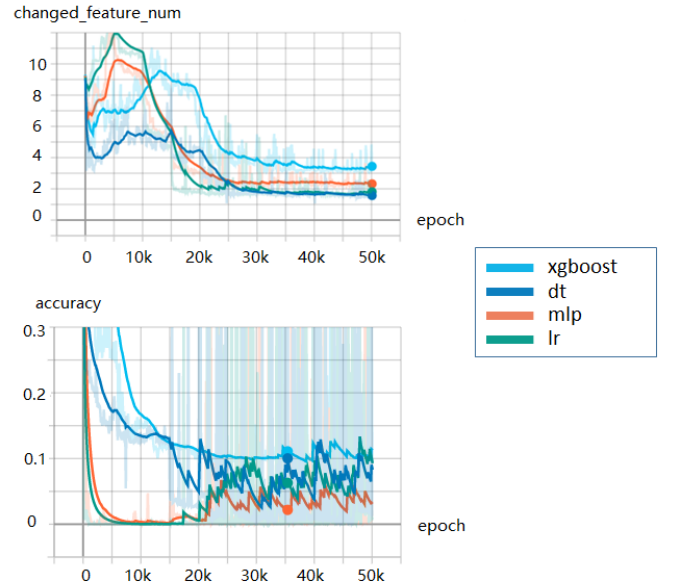 changed_feature_num
10
8
6
4
2
0
epoch
0 10k 20k 30k 40k 50k
xgboost
dt
mlp
lr
accuracy
0.3
0.2
0.1
0
epoch
0 10k 20k 30k 40k 50k